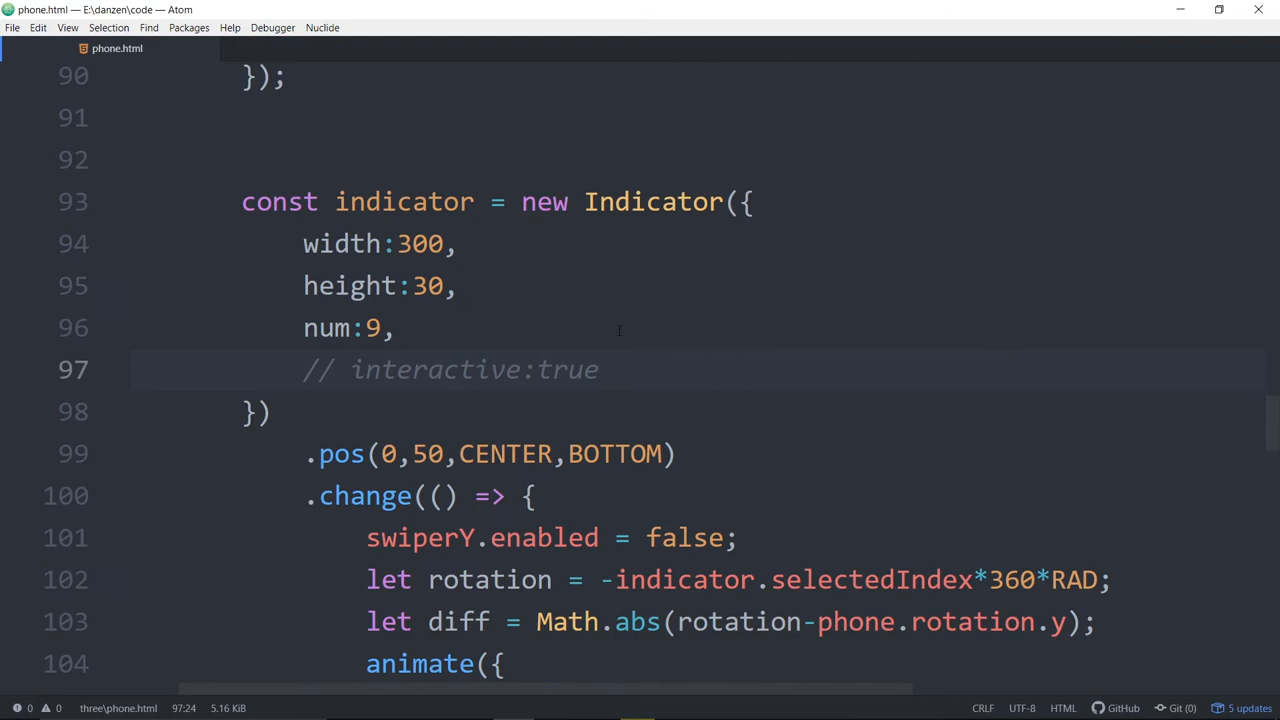 phone.html — E:\danzen\code — Atom
File Edit View Selection Find Packages Help Debugger Nuclide
phone.html
90 });
91
92
93 const indicator = new Indicator({
94 width:300,
95 height:30,
96 num:9,
97 // interactive:true
98 })
99 .pos(0,50,CENTER,BOTTOM)
100 .change(() => {
101 swiperY.enabled = false;
102 let rotation = -indicator.selectedIndex*360*RAD;
103 let diff = Math.abs(rotation-phone.rotation.y);
104 animate({
0 0 three\phone.html 97:24 5.16 KiB CRLF UTF-8 HTML GitHub Git (0) 5 updates